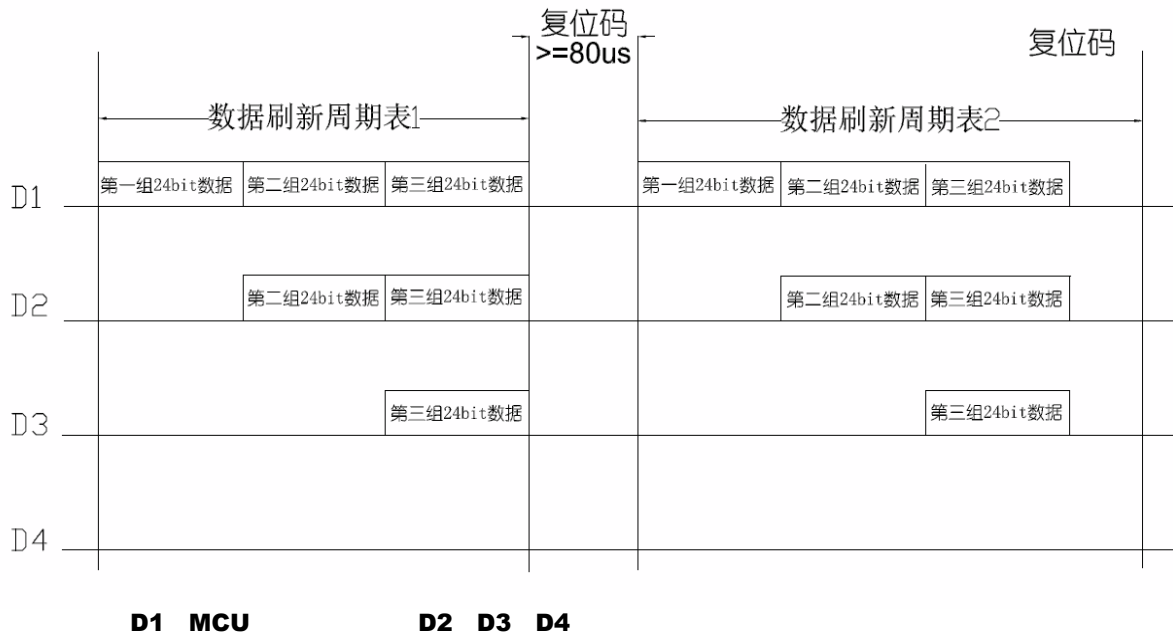 复位码
>=80us
复位码
数据刷新周期表1
数据刷新周期表2
D1 第一组24bit数据 第二组24bit数据 第三组24bit数据 第一组24bit数据 第二组24bit数据 第三组24bit数据
D2 第二组24bit数据 第三组24bit数据 第二组24bit数据 第三组24bit数据
D3 第三组24bit数据 第三组24bit数据
D4
D1 MCU D2 D3 D4